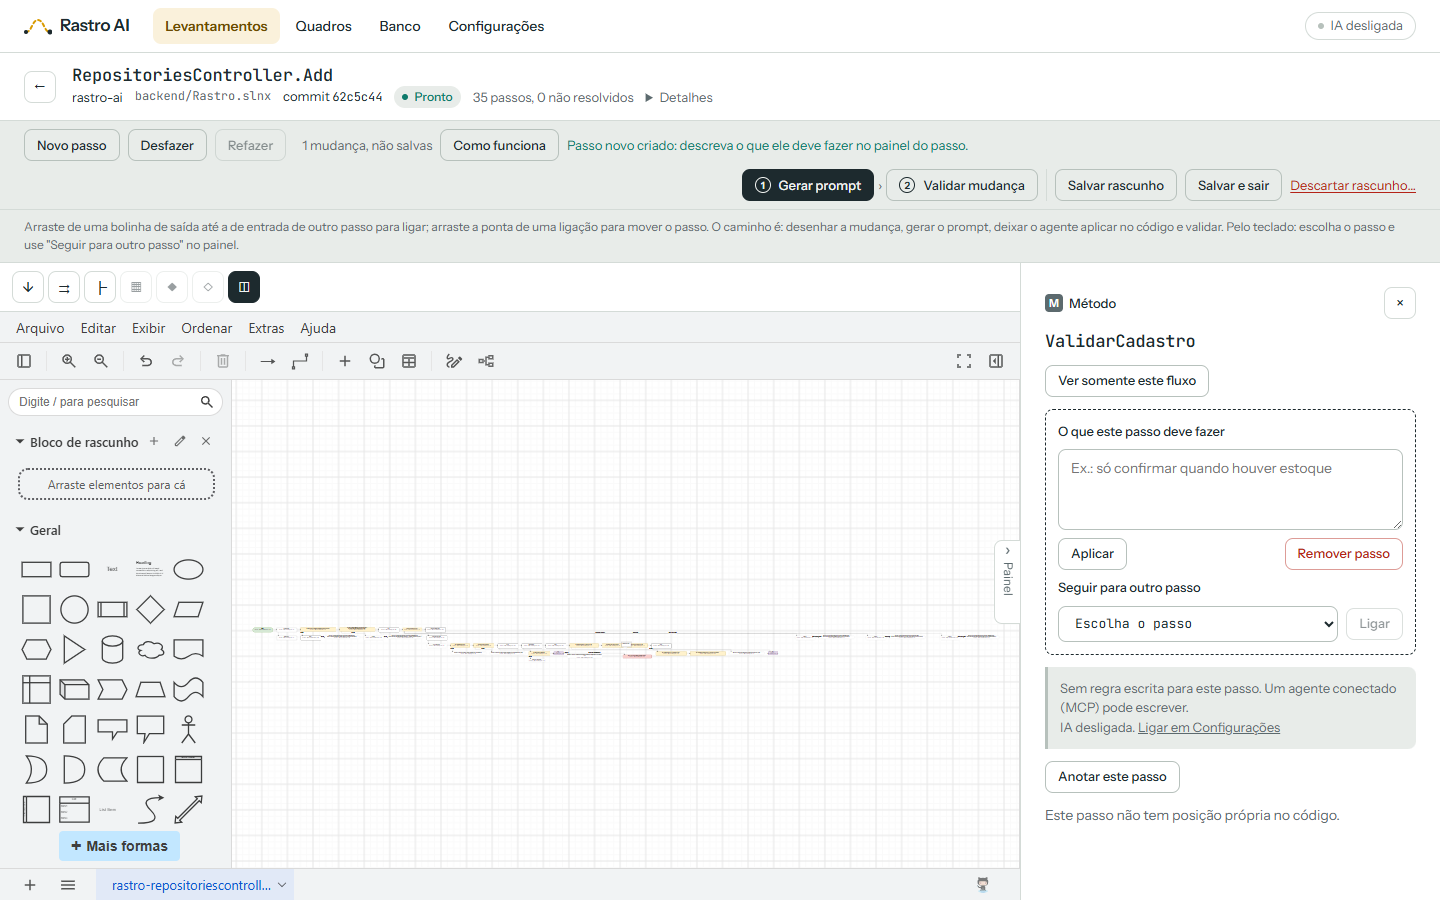 Rastro AI
Levantamentos
Quadros
Banco
Configurações
IA desligada
←
RepositoriesController.Add
rastro-ai backend/Rastro.slnx commit 62c5c44 Pronto 35 passos, 0 não resolvidos Detalhes
Novo passo
Desfazer
Refazer
1 mudança, não salvas
Como funciona
Passo novo criado: descreva o que ele deve fazer no painel do passo.
1 Gerar prompt
›
2 Validar mudança
Salvar rascunho
Salvar e sair
Descartar rascunho...
Arraste de uma bolinha de saída até a de entrada de outro passo para ligar; arraste a ponta de uma ligação para mover o passo. O caminho é: desenhar a mudança, gerar o prompt, deixar o agente aplicar no código e validar. Pelo teclado: escolha o passo e
use "Seguir para outro passo" no painel.
Arquivo Editar Exibir Ordenar Extras Ajuda
Digite / para pesquisar
Bloco de rascunho
Arraste elementos para cá
Geral
Text
Heading
List Item
+ Mais formas
rastro-repositoriescontroll...
Painel
M Método
×
ValidarCadastro
Ver somente este fluxo
O que este passo deve fazer
Ex.: só confirmar quando houver estoque
Aplicar
Remover passo
Seguir para outro passo
Escolha o passo
Ligar
Sem regra escrita para este passo. Um agente conectado
(MCP) pode escrever.
IA desligada. Ligar em Configurações
Anotar este passo
Este passo não tem posição própria no código.